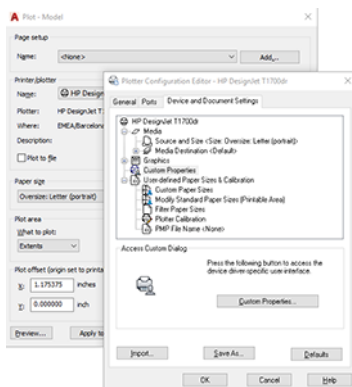 Plot - Model
Page setup
Name:
<None>
Add...
Printer/plotter
Name:
HP Design
Plotter:
HP DesignJet T1
Where:
EMEA/Barcelon
Description:
Plot to file
Paper size
Oversize: Letter (portrait)
Plot area
What to plot:
Extents
Plot offset (origin set to printa
X:
1.175375
inches
Y:
0.000000
inch
Preview...
Apply to
Plotter Configuration Editor - HP DesignJet T1700dr
General
Ports
Device and Document Settings
HP DesignJet T1700dr
Media
Source and Size <Size: Oversize: Letter (portrait)>
Media Destination <Default>
Graphics
Custom Properties
User-defined Paper Sizes & Calibration
Custom Paper Sizes
Modify Standard Paper Sizes (Printable Area)
Filter Paper Sizes
Plotter Calibration
PMP File Name <None>
Access Custom Dialog
Press the following button to access the
device driver-specific user interface.
Custom Properties...
Import...
Save As...
Defaults
OK
Cancel
Help